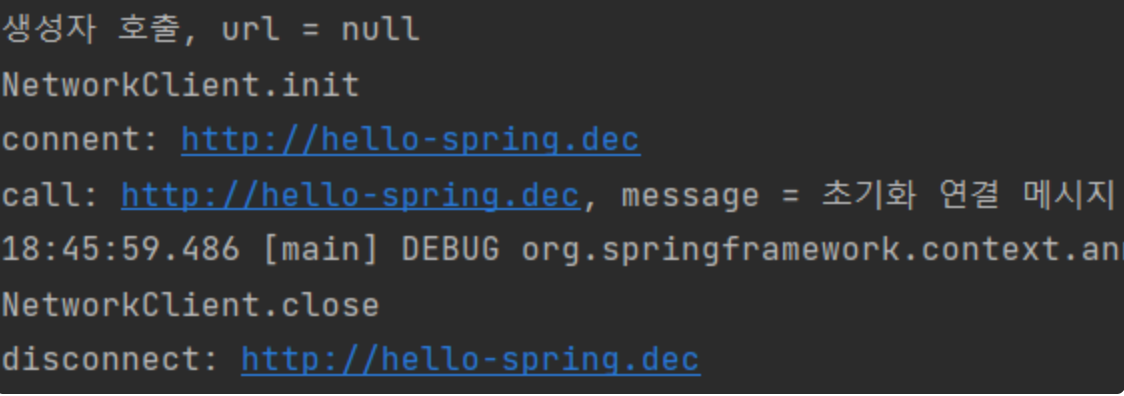 생성자 호출, url = null
NetworkClient.init
connent: http://hello-spring.dec
call: http://hello-spring.dec, message = 초기화 연결 메시지
18:45:59.486 [main] DEBUG org.springframework.context.ann
NetworkClient.close
disconnect: http://hello-spring.dec